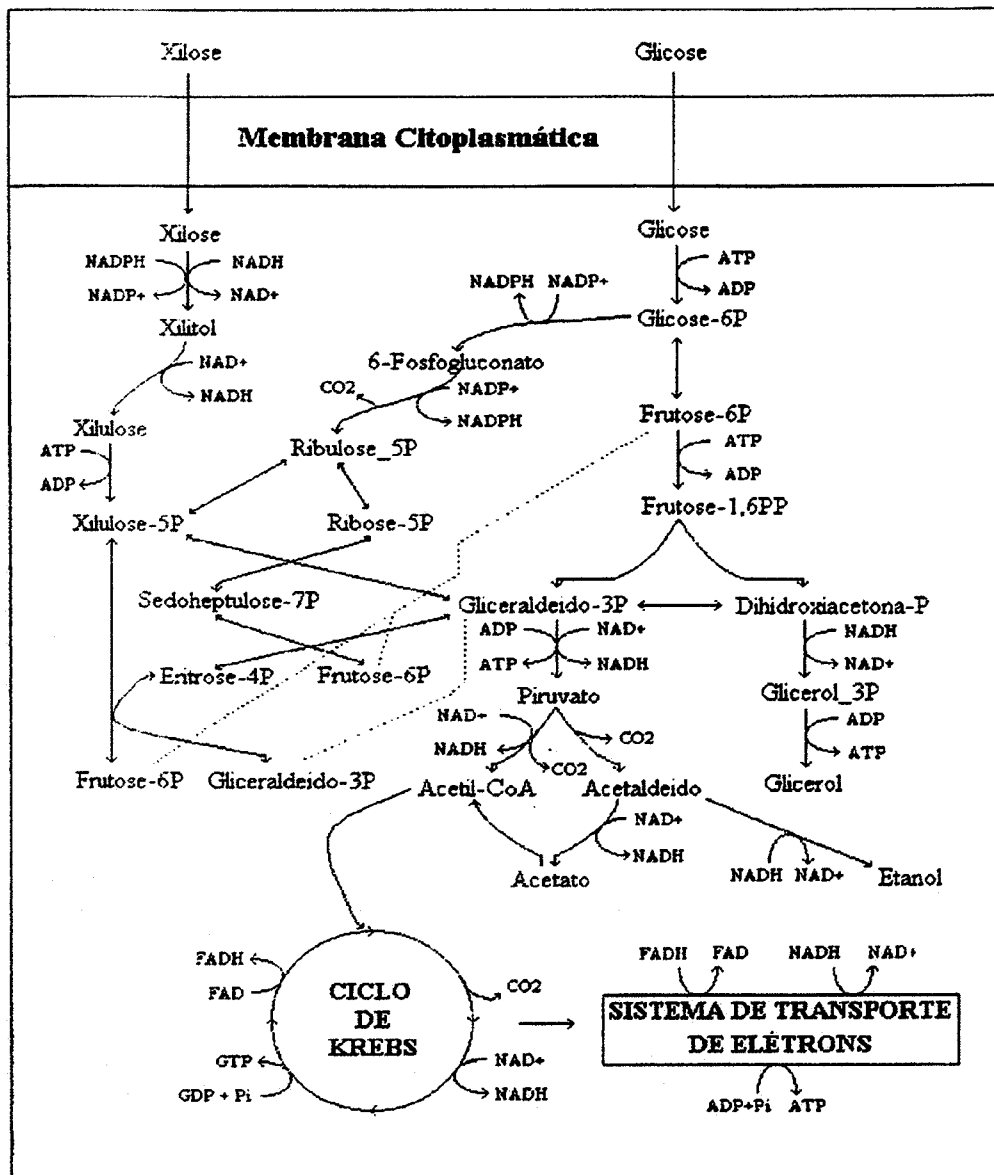 Xilose Glicose
Membrana Citoplasmática
Xilose Glicose
NADPH NADH ATP
NADP+ NAD+ NADPH NADP+ ADP
Xilitol Glicose-6P
NAD+ 6-Fosfogluconato
NADH CO2 NADP+
NADPH Frutose-6P
Xilulose
ATP Ribulose_5P ATP
ADP ADP
Xilulose-5P Ribose-5P Frutose-1,6PP
Sedoheptulose-7P Gliceraldeido-3P Dihidroxiacetona-P
ADP NAD+ NADH
ATP NADH NAD+
Eritrose-4P Frutose-6P Piruvato Glicerol_3P
NAD+ ADP
NADH CO2 CO2 ATP
Frutose-6P Gliceraldeido-3P Acetil-CoA Acetaldeido Glicerol
NAD+
NADH NADH NAD+
Acetato Etanol
FADH CO2 FADH FAD NADH NAD+
FAD
CICLO SISTEMA DE TRANSPORTE
DE DE ELÉTRONS
KREBS
GTP NAD+
GDP + Pi NADH ADP+Pi ATP